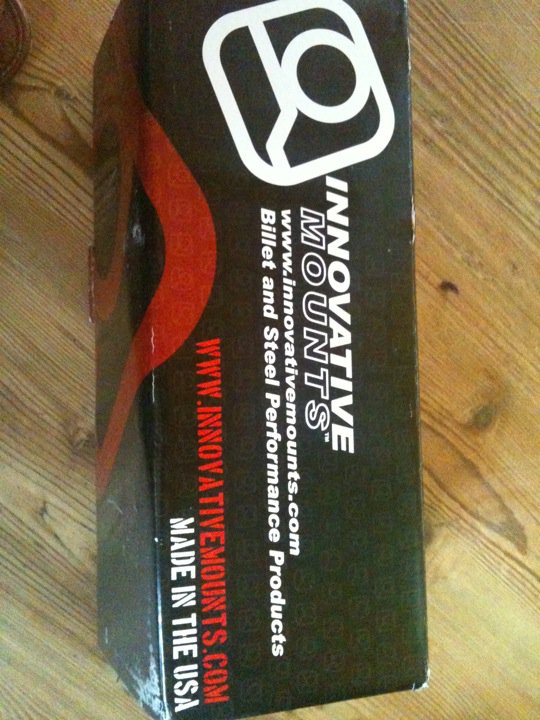 INNOVATIVE
MOUNTS™
www.innovativemounts.com
Billet and Steel Performance Products
WWW.INNOVATIVEMOUNTS.COM
MADE IN THE USA